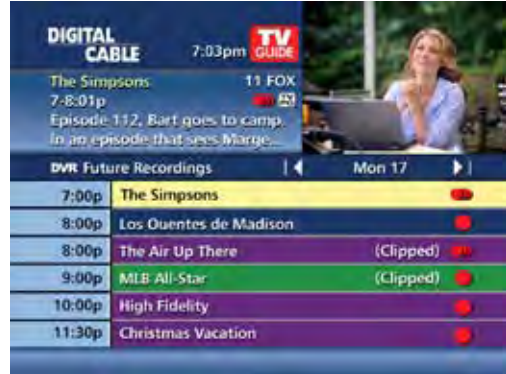 DIGITAL
CABLE
7:03pm
TV
GUIDE
The Simpsons
11 FOX
7-8:01p
Episode 112, Bart goes to camp,
in an episode that sees Marge...
DVR Future Recordings
Mon 17
7:00p The Simpsons
8:00p Los Ouentes de Madison
8:00p The Air Up There (Clipped)
9:00p MLB All-Star (Clipped)
10:00p High Fidelity
11:30p Christmas Vacation